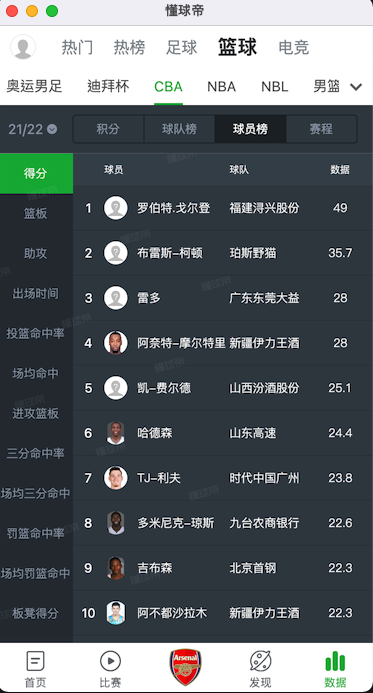 懂球帝
热门 热榜 足球 篮球 电竞
奥运男足 迪拜杯 CBA NBA NBL 男篮
21/22 积分 球队榜 球员榜 赛程
得分 球员 球队 数据
篮板
助攻
出场时间
投篮命中率
场均命中
进攻篮板
三分命中率
场均三分命中
罚篮命中率
场均罚篮命中
板凳得分
1 罗伯特.戈尔登 福建浔兴股份 49
2 布雷斯-柯顿 珀斯野猫 35.7
3 雷多 广东东莞大益 28
4 阿奈特-摩尔特里 新疆伊力王酒 28
5 凯-费尔德 山西汾酒股份 25.1
6 哈德森 山东高速 24.4
7 TJ-利夫 时代中国广州 23.8
8 多米尼克-琼斯 九台农商银行 22.6
9 吉布森 北京首钢 22.3
10 阿不都沙拉木 新疆伊力王酒 22.3
Arsenal
首页 比赛 发现 数据